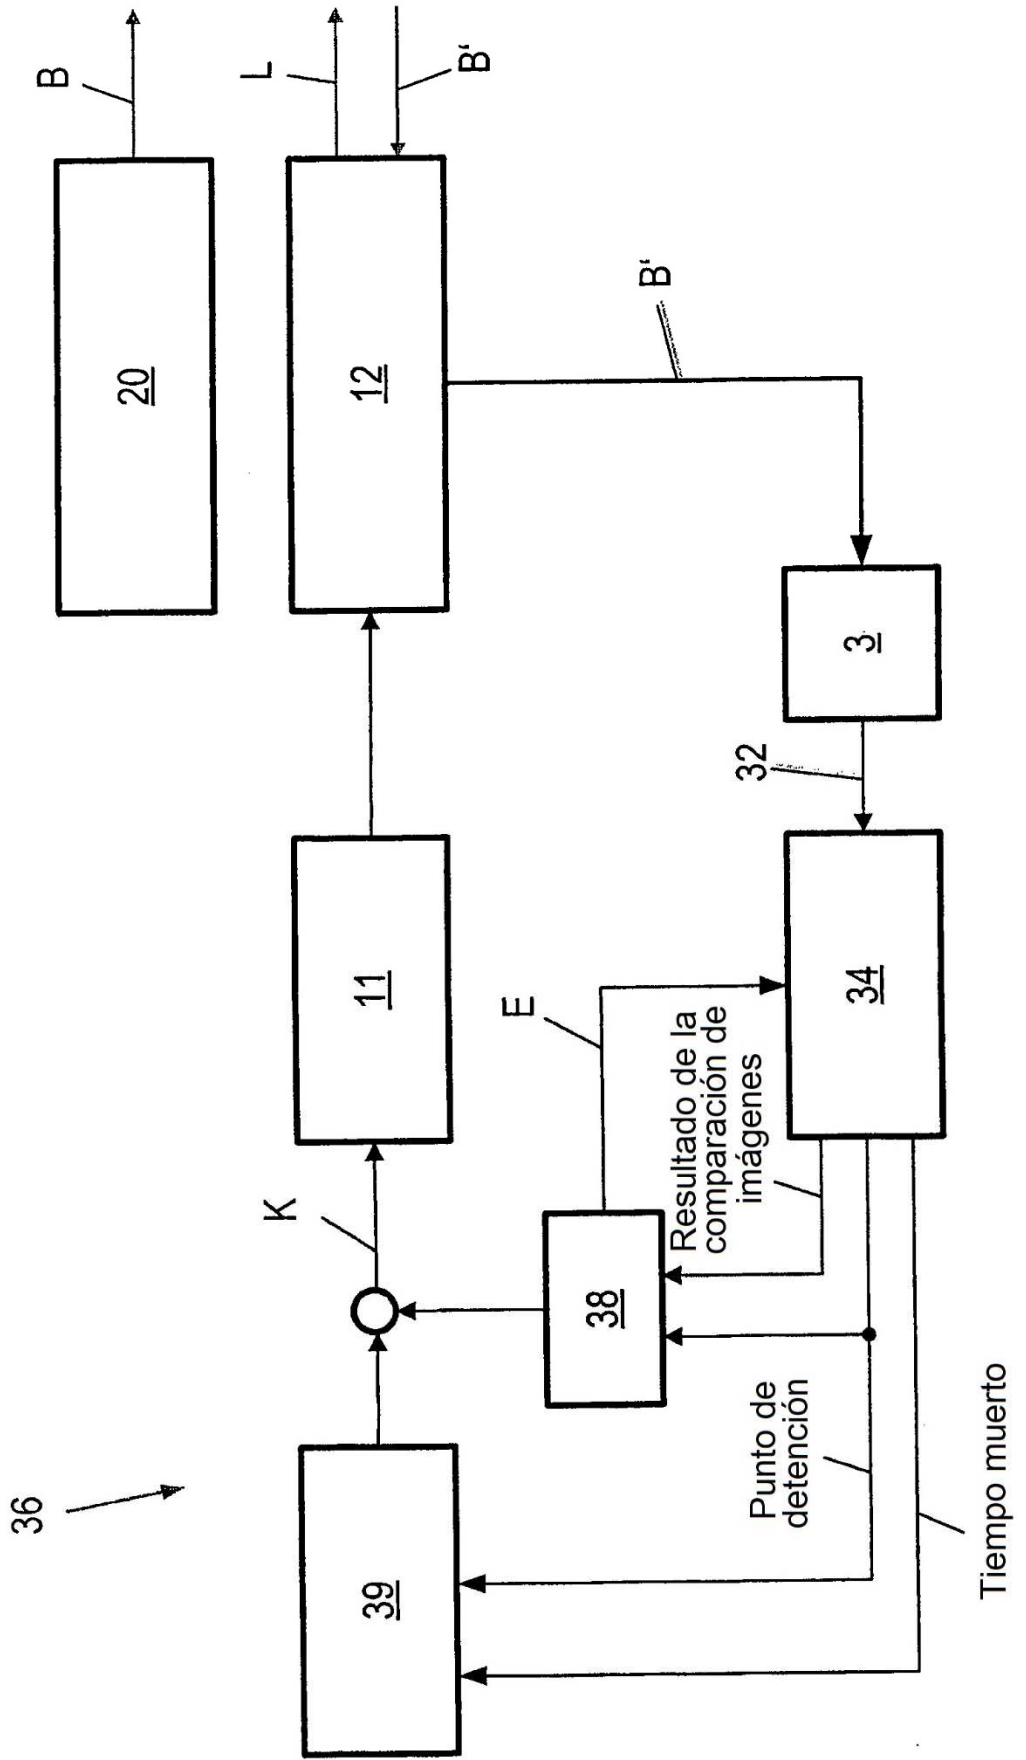 36
39
K
11
12
20
B
L
B'
B'
38
E
Resultado de la
comparación de
imágenes
34
32
3
Punto de
detención
Tiempo muerto